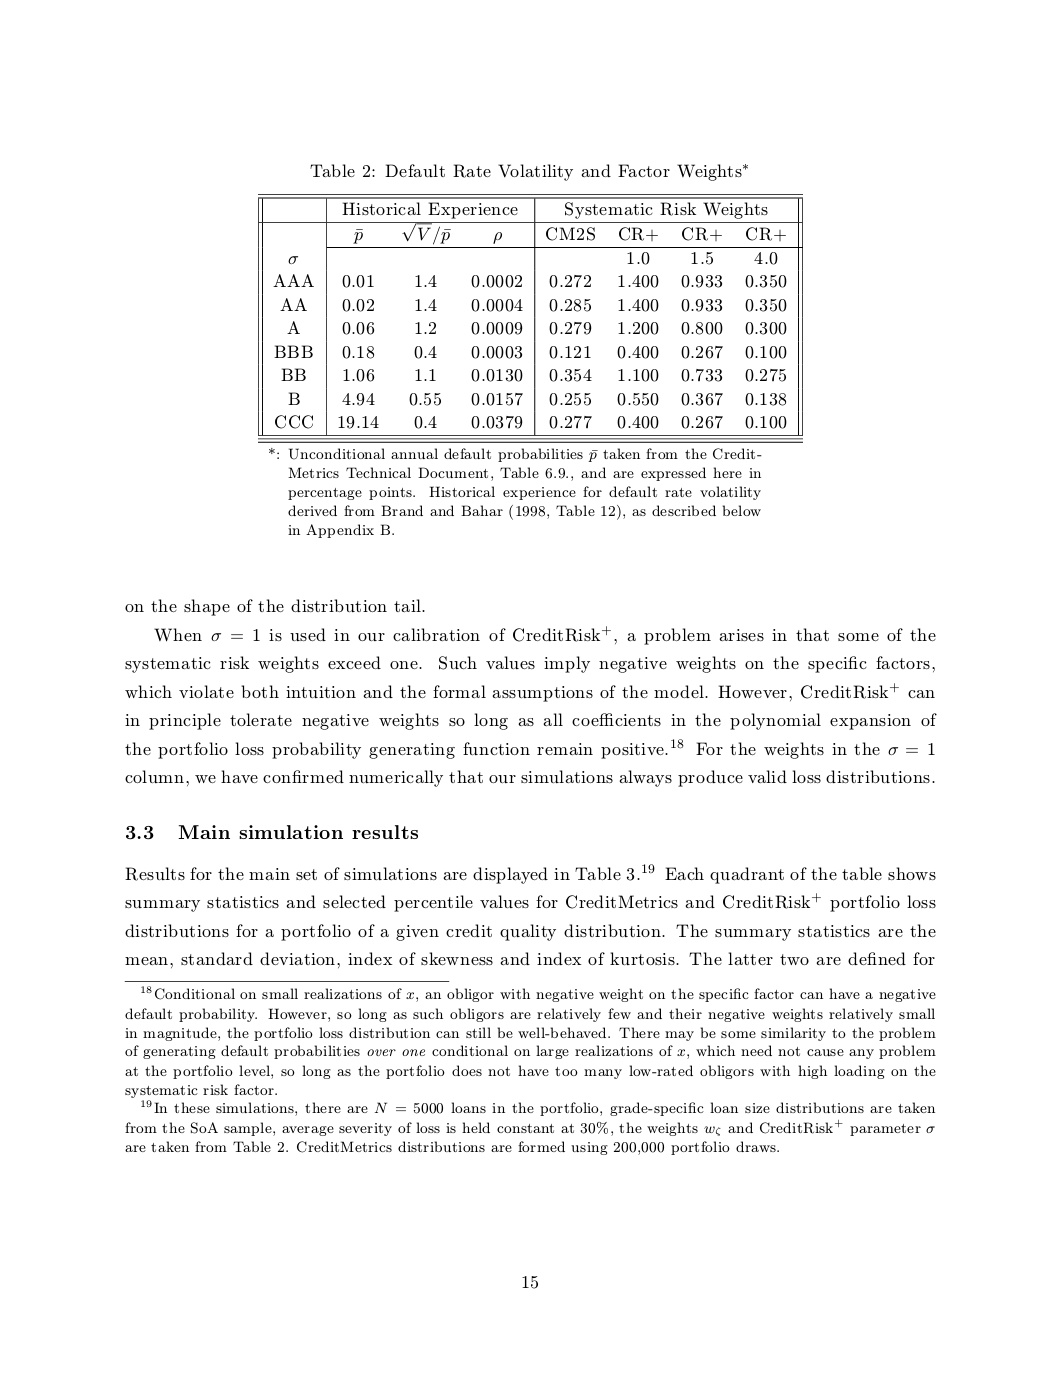 Table 2: Default Rate Volatility and Factor Weights*
Historical Experience Systematic Risk Weights
p̄ √V/p̄ ρ CM2S CR+ CR+ CR+
σ 1.0 1.5 4.0
AAA 0.01 1.4 0.0002 0.272 1.400 0.933 0.350
AA 0.02 1.4 0.0004 0.285 1.400 0.933 0.350
A 0.06 1.2 0.0009 0.279 1.200 0.800 0.300
BBB 0.18 0.4 0.0003 0.121 0.400 0.267 0.100
BB 1.06 1.1 0.0130 0.354 1.100 0.733 0.275
B 4.94 0.55 0.0157 0.255 0.550 0.367 0.138
CCC 19.14 0.4 0.0379 0.277 0.400 0.267 0.100
*: Unconditional annual default probabilities p̄ taken from the Credit-
Metrics Technical Document, Table 6.9., and are expressed here in
percentage points. Historical experience for default rate volatility
derived from Brand and Bahar (1998, Table 12), as described below
in Appendix B.
on the shape of the distribution tail.
When σ = 1 is used in our calibration of CreditRisk⁺, a problem arises in that some of the
systematic risk weights exceed one. Such values imply negative weights on the specific factors,
which violate both intuition and the formal assumptions of the model. However, CreditRisk⁺ can
in principle tolerate negative weights so long as all coefficients in the polynomial expansion of
the portfolio loss probability generating function remain positive.¹⁸ For the weights in the σ = 1
column, we have confirmed numerically that our simulations always produce valid loss distributions.
3.3 Main simulation results
Results for the main set of simulations are displayed in Table 3.¹⁹ Each quadrant of the table shows
summary statistics and selected percentile values for CreditMetrics and CreditRisk⁺ portfolio loss
distributions for a portfolio of a given credit quality distribution. The summary statistics are the
mean, standard deviation, index of skewness and index of kurtosis. The latter two are defined for
¹⁸Conditional on small realizations of x, an obligor with negative weight on the specific factor can have a negative
default probability. However, so long as such obligors are relatively few and their negative weights relatively small
in magnitude, the portfolio loss distribution can still be well-behaved. There may be some similarity to the problem
of generating default probabilities over one conditional on large realizations of x, which need not cause any problem
at the portfolio level, so long as the portfolio does not have too many low-rated obligors with high loading on the
systematic risk factor.
¹⁹In these simulations, there are N = 5000 loans in the portfolio, grade-specific loan size distributions are taken
from the SoA sample, average severity of loss is held constant at 30%, the weights wζ and CreditRisk⁺ parameter σ
are taken from Table 2. CreditMetrics distributions are formed using 200,000 portfolio draws.
15